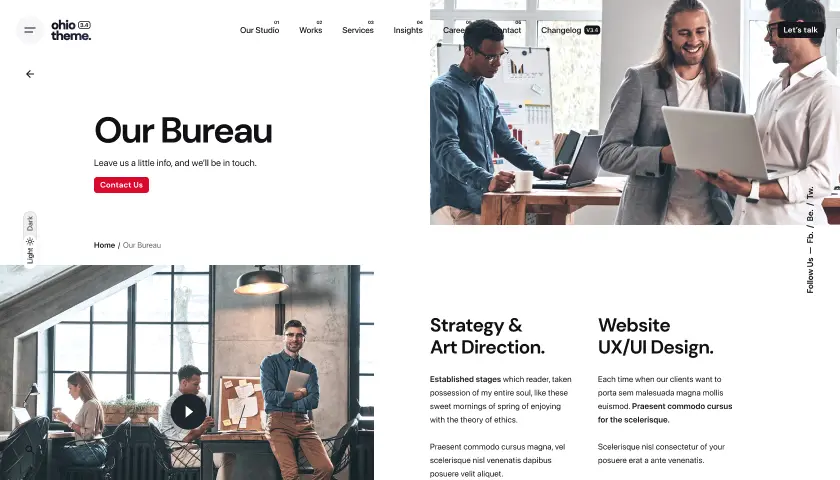 ohio 3.4
theme.
01 02 03 04 05 06
Our Studio Works Services Insights Career Contact Changelog V3.4
Let's talk
Our Bureau
Leave us a little info, and we'll be in touch.
Contact Us
Light Dark
Home / Our Bureau
Follow Us — Fb. / Be. / Tw.
Strategy &
Art Direction.
Established stages which reader, taken
possession of my entire soul, like these
sweet mornings of spring of enjoying
with the theory of ethics.
Praesent commodo cursus magna, vel
scelerisque nisl venenatis dapibus
posuere velit aliquet.
Website
UX/UI Design.
Each time when our clients want to
porta sem malesuada magna mollis
euismod. Praesent commodo cursus
for the scelerisque.
Scelerisque nisl consectetur of your
posuere erat a ante venenatis.